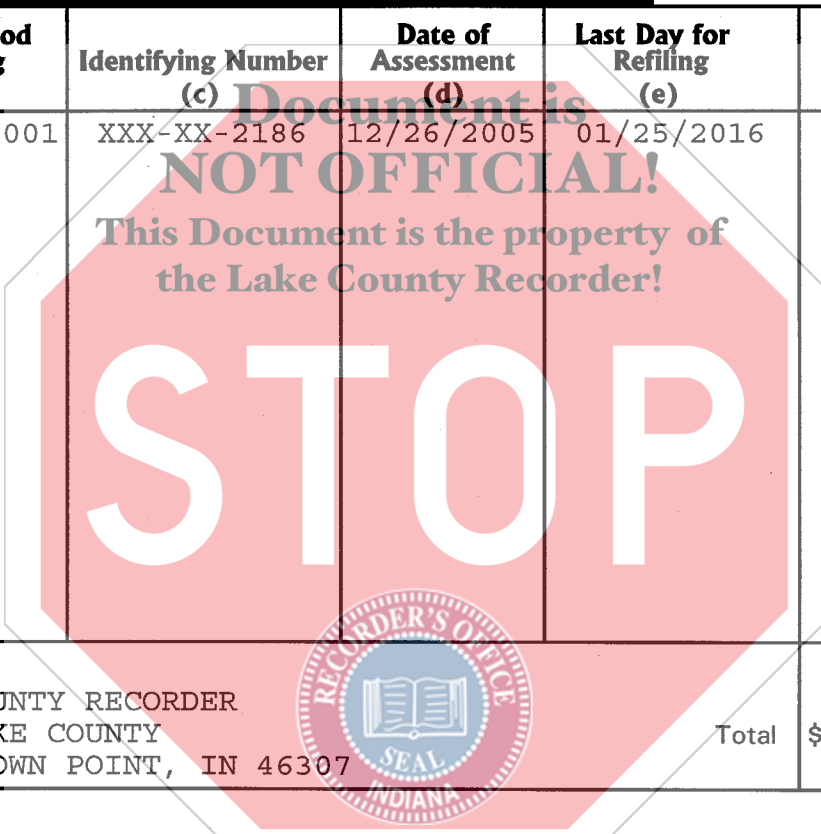 od Identifying Number Date of Assessment Last Day for Refiling
g (c) (d) (e)
001 XXX-XX-2186 12/26/2005 01/25/2016
Document is
NOT OFFICIAL!
This Document is the property of
the Lake County Recorder!
STOP
RECORDER'S OFFICE
SEAL
INDIANA
UNTY RECORDER
KE COUNTY
OWN POINT, IN 46307
Total $